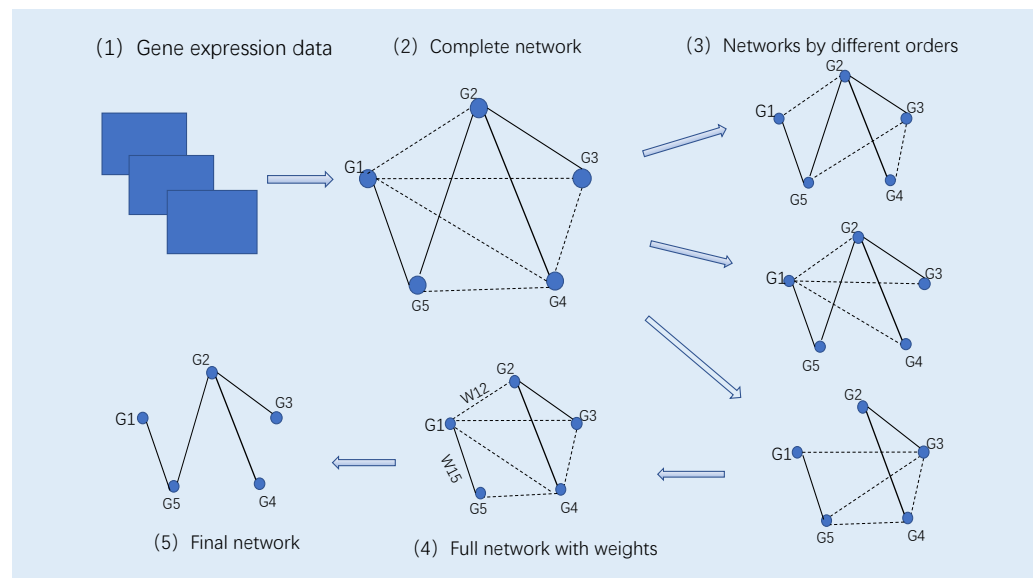 (1) Gene expression data
(2) Complete network
(3) Networks by different orders
G2
G1
G3
G5
G4
G2
G1
G3
G5
G4
G2
G1
G3
G5
G4
G2
G1
G3
G5
G4
G2
W12
G1
G3
W15
G5
G4
(4) Full network with weights
G2
G1
G3
G5
G4
(5) Final network